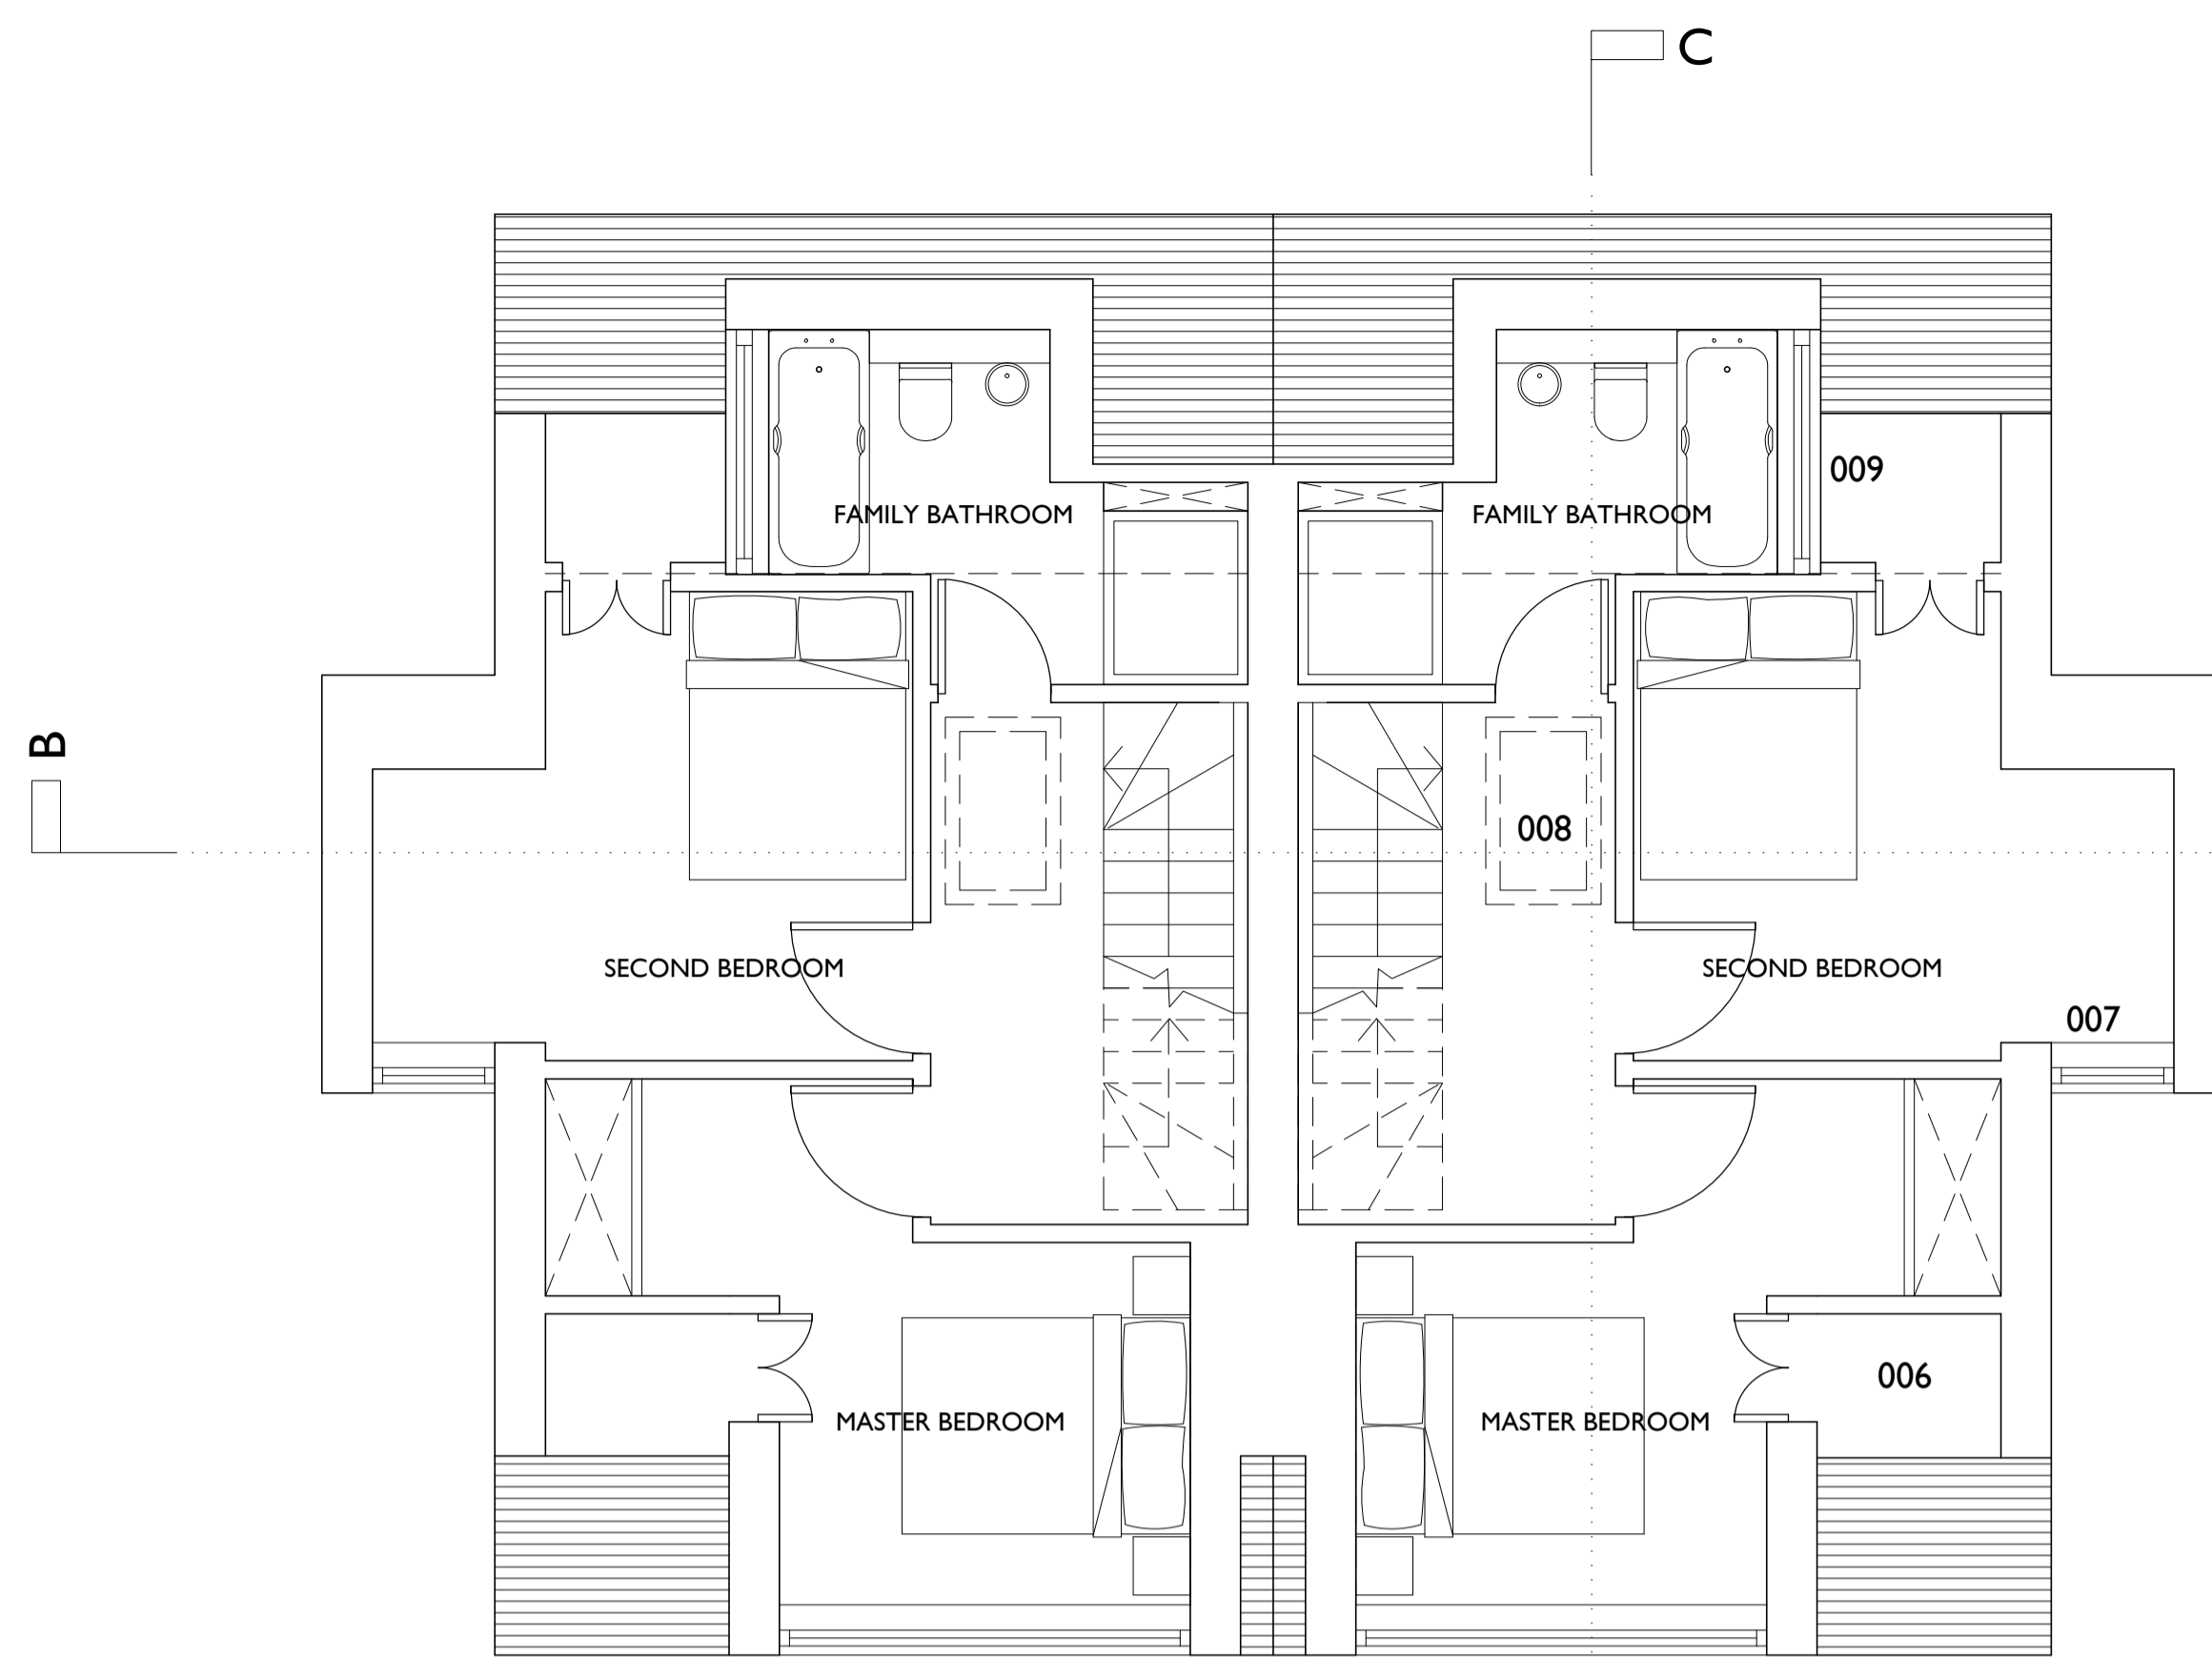 C
009
FAMILY BATHROOM
FAMILY BATHROOM
B
008
SECOND BEDROOM
SECOND BEDROOM
007
006
MASTER BEDROOM
MASTER BEDROOM